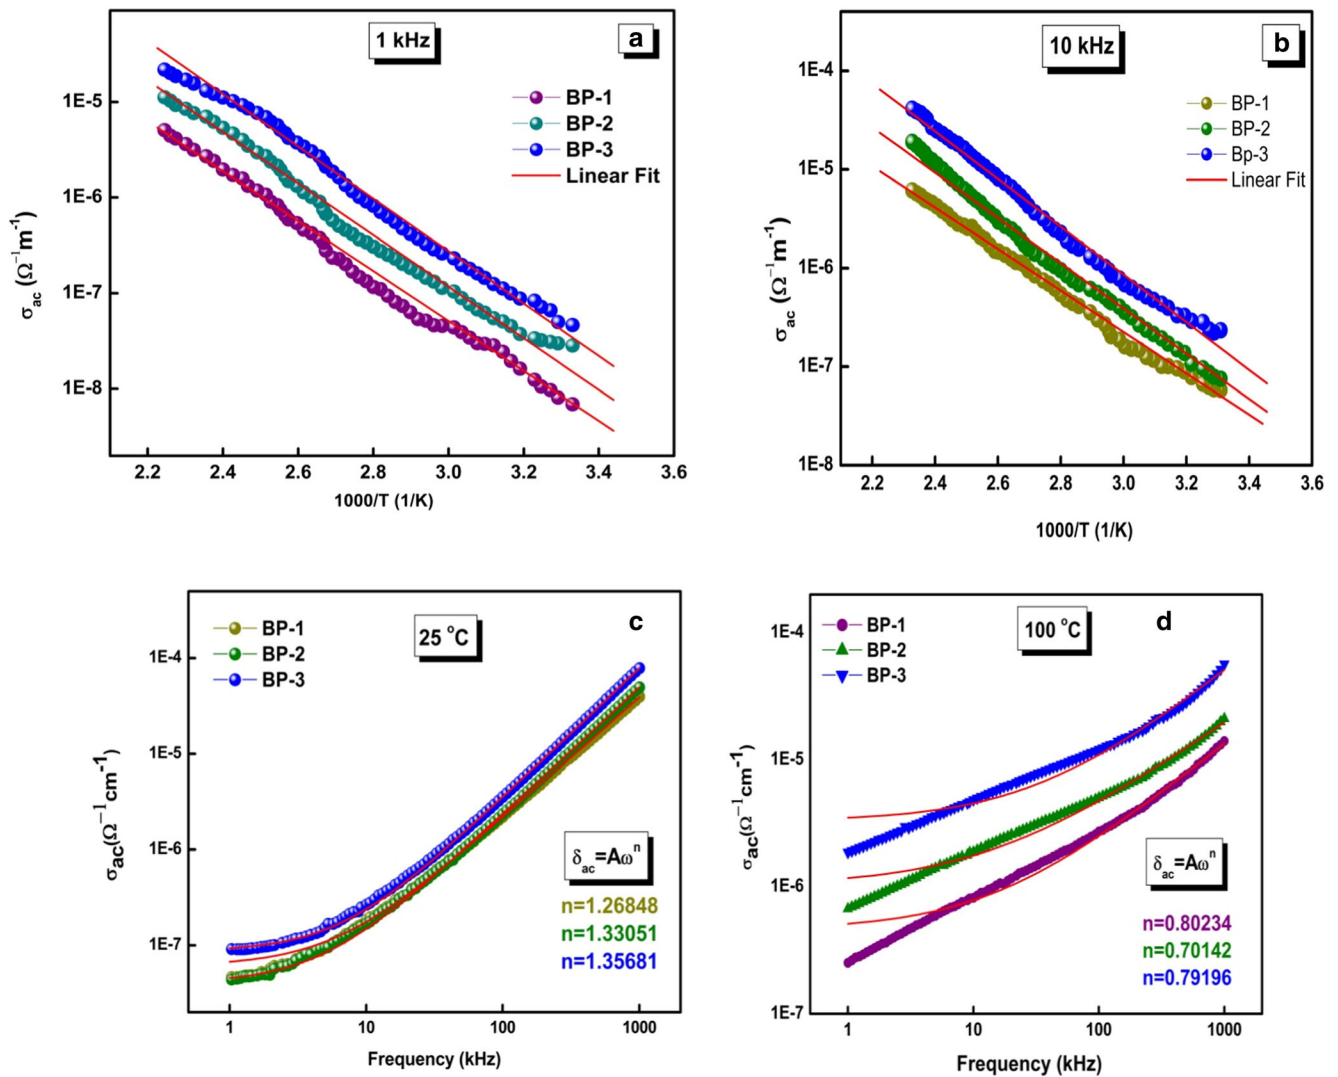 1 kHz
a
BP-1
BP-2
BP-3
Linear Fit
1E-5
1E-6
1E-7
1E-8
σac (Ω⁻¹m⁻¹)
2.2 2.4 2.6 2.8 3.0 3.2 3.4 3.6
1000/T (1/K)
10 kHz
b
BP-1
BP-2
Bp-3
Linear Fit
1E-4
1E-5
1E-6
1E-7
1E-8
σac (Ω⁻¹m⁻¹)
2.2 2.4 2.6 2.8 3.0 3.2 3.4 3.6
1000/T (1/K)
25 °C
c
BP-1
BP-2
BP-3
1E-4
1E-5
1E-6
1E-7
σac(Ω⁻¹cm⁻¹)
δac=Aωⁿ
n=1.26848
n=1.33051
n=1.35681
1 10 100 1000
Frequency (kHz)
100 °C
d
BP-1
BP-2
BP-3
1E-4
1E-5
1E-6
1E-7
σac(Ω⁻¹cm⁻¹)
δac=Aωⁿ
n=0.80234
n=0.70142
n=0.79196
1 10 100 1000
Frequency (kHz)